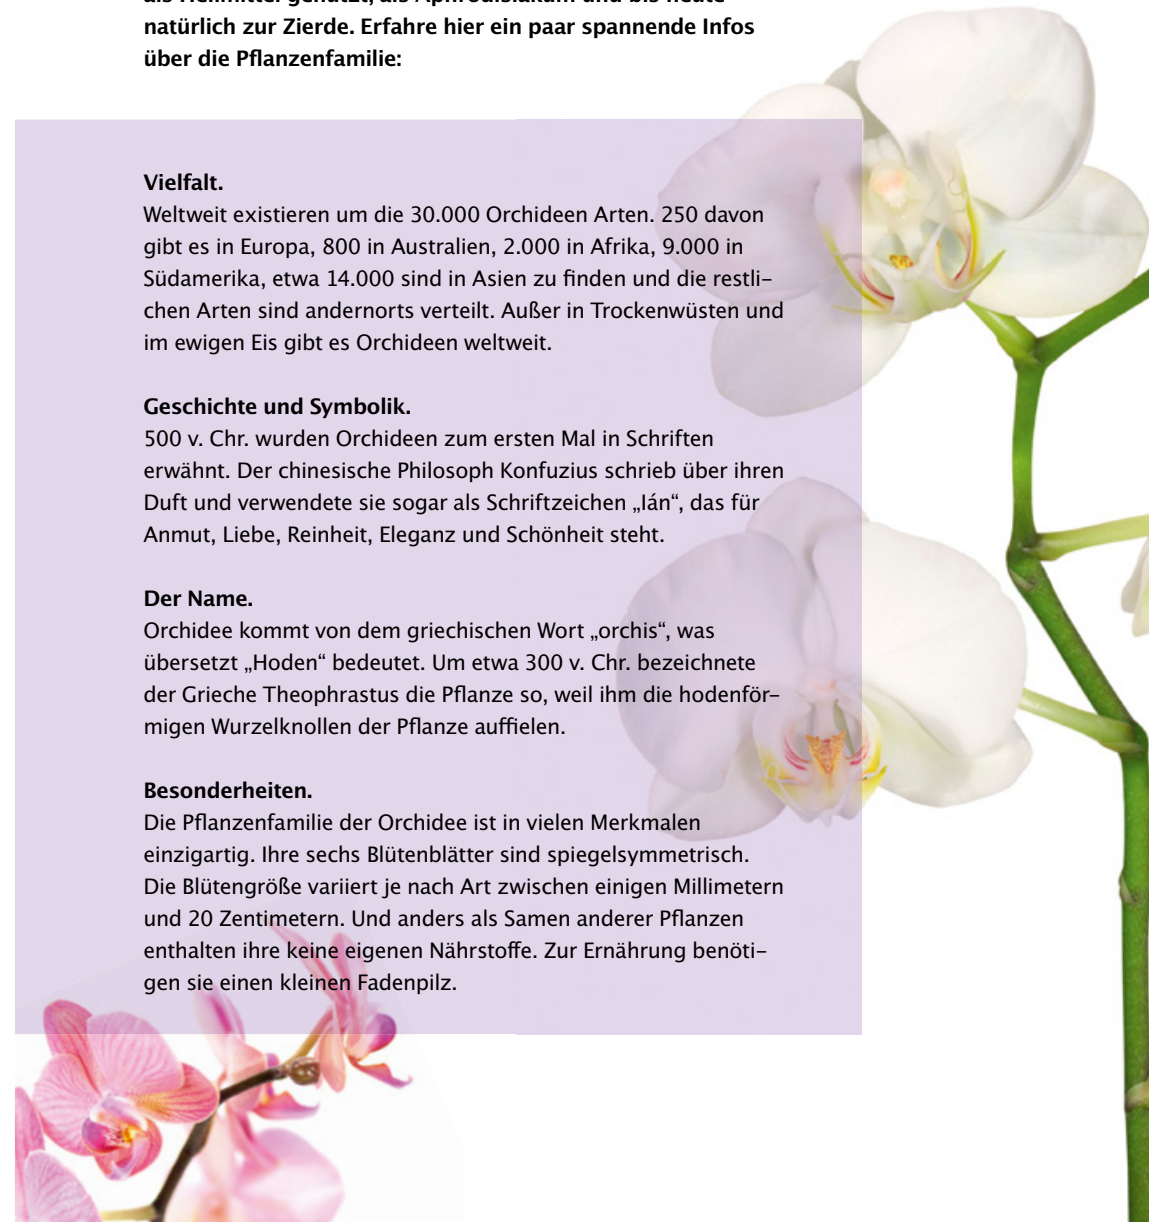 als Heilmittel genutzt, als Aphrodisiakum und bis heute
natürlich zur Zierde. Erfahre hier ein paar spannende Infos
über die Pflanzenfamilie:
Vielfalt.
Weltweit existieren um die 30.000 Orchideen Arten. 250 davon
gibt es in Europa, 800 in Australien, 2.000 in Afrika, 9.000 in
Südamerika, etwa 14.000 sind in Asien zu finden und die restli-
chen Arten sind andernorts verteilt. Außer in Trockenwüsten und
im ewigen Eis gibt es Orchideen weltweit.
Geschichte und Symbolik.
500 v. Chr. wurden Orchideen zum ersten Mal in Schriften
erwähnt. Der chinesische Philosoph Konfuzius schrieb über ihren
Duft und verwendete sie sogar als Schriftzeichen „lán“, das für
Anmut, Liebe, Reinheit, Eleganz und Schönheit steht.
Der Name.
Orchidee kommt von dem griechischen Wort „orchis“, was
übersetzt „Hoden“ bedeutet. Um etwa 300 v. Chr. bezeichnete
der Grieche Theophrastus die Pflanze so, weil ihm die hodenför-
migen Wurzelknollen der Pflanze auffielen.
Besonderheiten.
Die Pflanzenfamilie der Orchidee ist in vielen Merkmalen
einzigartig. Ihre sechs Blütenblätter sind spiegelsymmetrisch.
Die Blütengröße variiert je nach Art zwischen einigen Millimetern
und 20 Zentimetern. Und anders als Samen anderer Pflanzen
enthalten ihre keine eigenen Nährstoffe. Zur Ernährung benöti-
gen sie einen kleinen Fadenpilz.